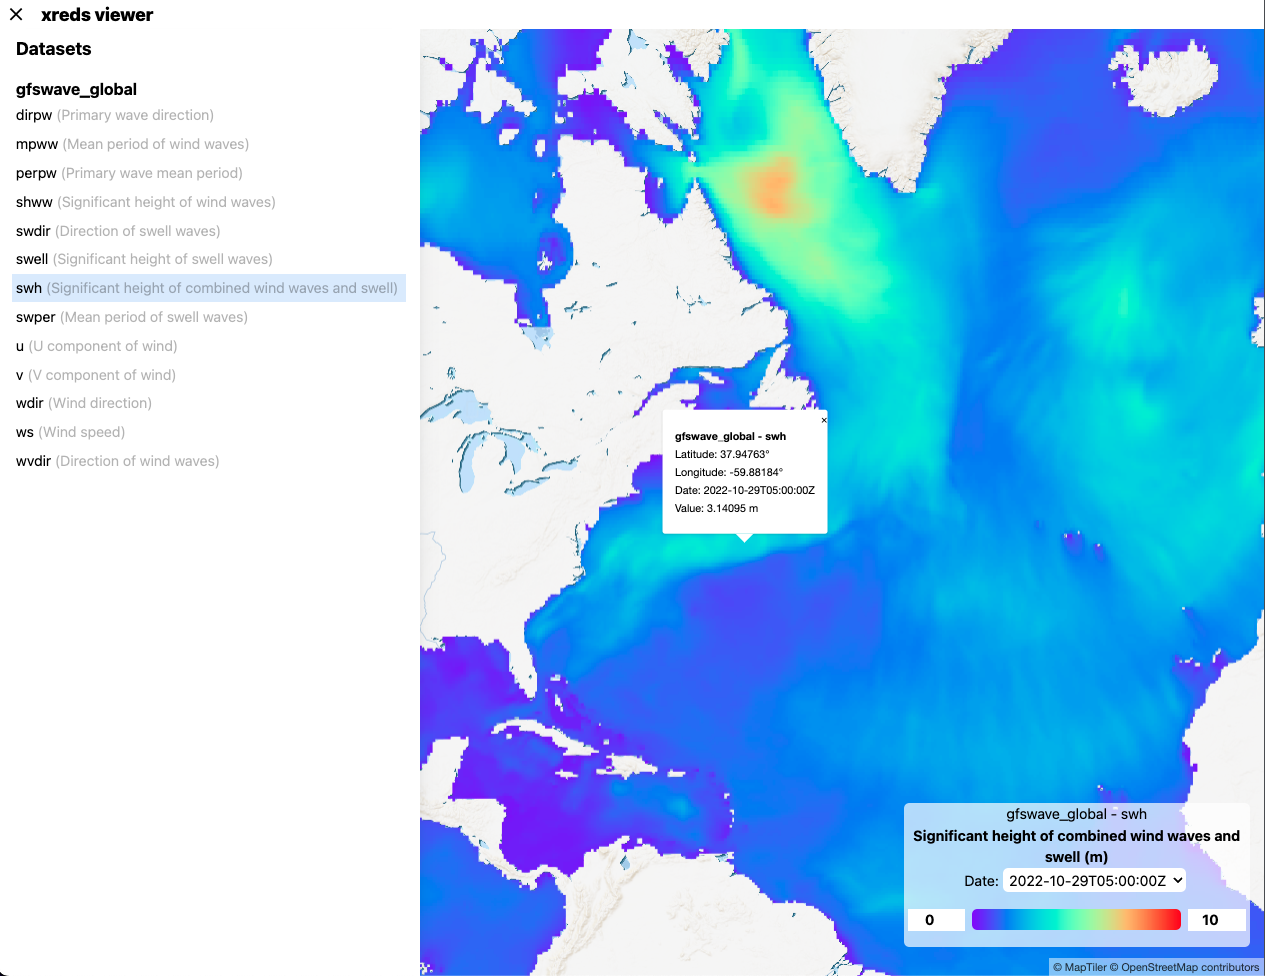 xreds viewer
Datasets
gfswave_global
dirpw (Primary wave direction)
mpww (Mean period of wind waves)
perpw (Primary wave mean period)
shww (Significant height of wind waves)
swdir (Direction of swell waves)
swell (Significant height of swell waves)
swh (Significant height of combined wind waves and swell)
swper (Mean period of swell waves)
u (U component of wind)
v (V component of wind)
wdir (Wind direction)
ws (Wind speed)
wvdir (Direction of wind waves)
×
gfswave_global - swh
Latitude: 37.94763°
Longitude: -59.88184°
Date: 2022-10-29T05:00:00Z
Value: 3.14095 m
gfswave_global - swh
Significant height of combined wind waves and
swell (m)
Date: 2022-10-29T05:00:00Z
0 10
© MapTiler © OpenStreetMap contributors